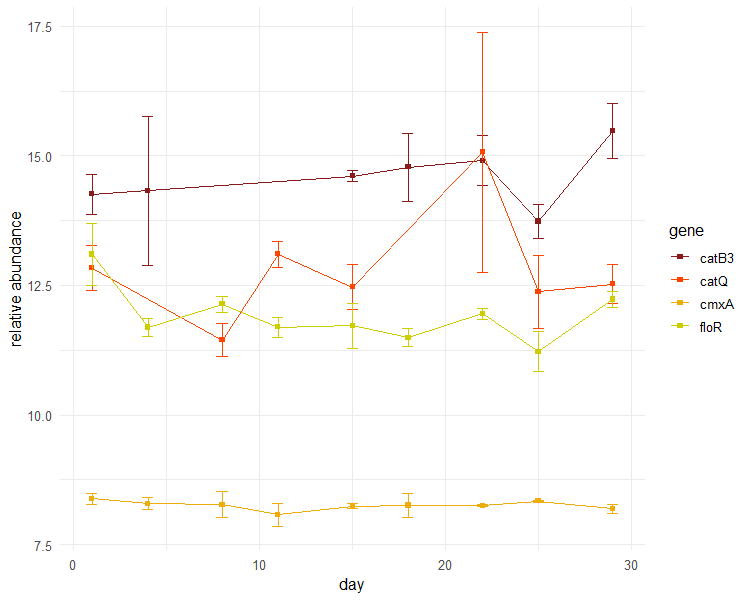 17.5
15.0
12.5
10.0
7.5
relative abundance
0 10 20 30
day
gene
catB3
catQ
cmxA
floR